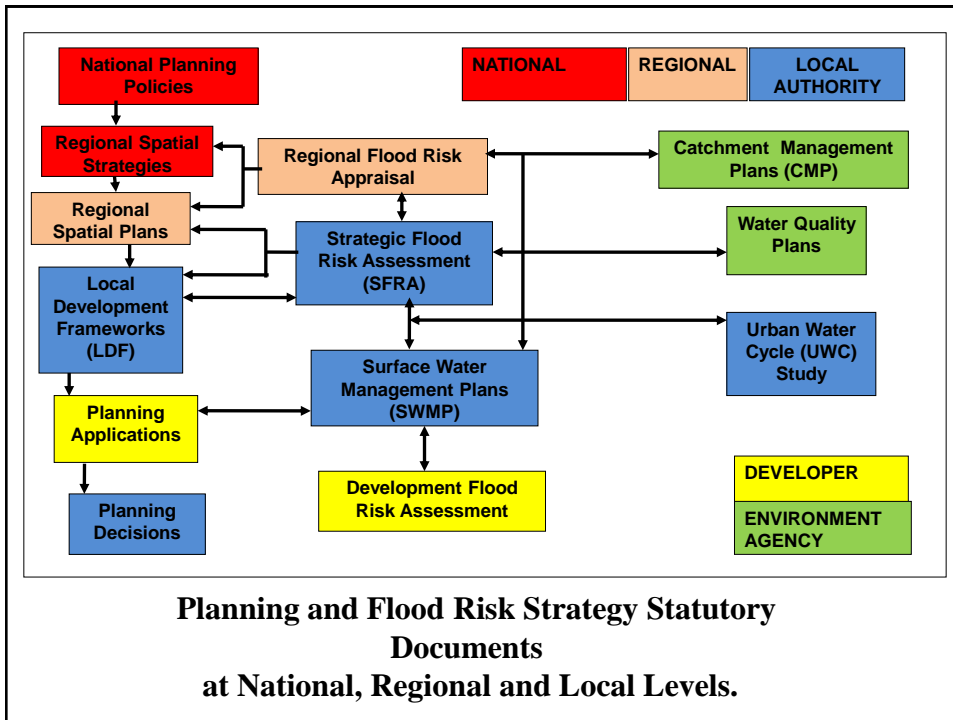 National Planning
Policies
NATIONAL
REGIONAL
LOCAL
AUTHORITY
Regional Spatial
Strategies
Regional Flood Risk
Appraisal
Catchment Management
Plans (CMP)
Regional
Spatial Plans
Strategic Flood
Risk Assessment
(SFRA)
Water Quality
Plans
Local
Development
Frameworks
(LDF)
Urban Water
Cycle (UWC)
Study
Surface Water
Management Plans
(SWMP)
Planning
Applications
Development Flood
Risk Assessment
DEVELOPER
Planning
Decisions
ENVIRONMENT
AGENCY
Planning and Flood Risk Strategy Statutory
Documents
at National, Regional and Local Levels.